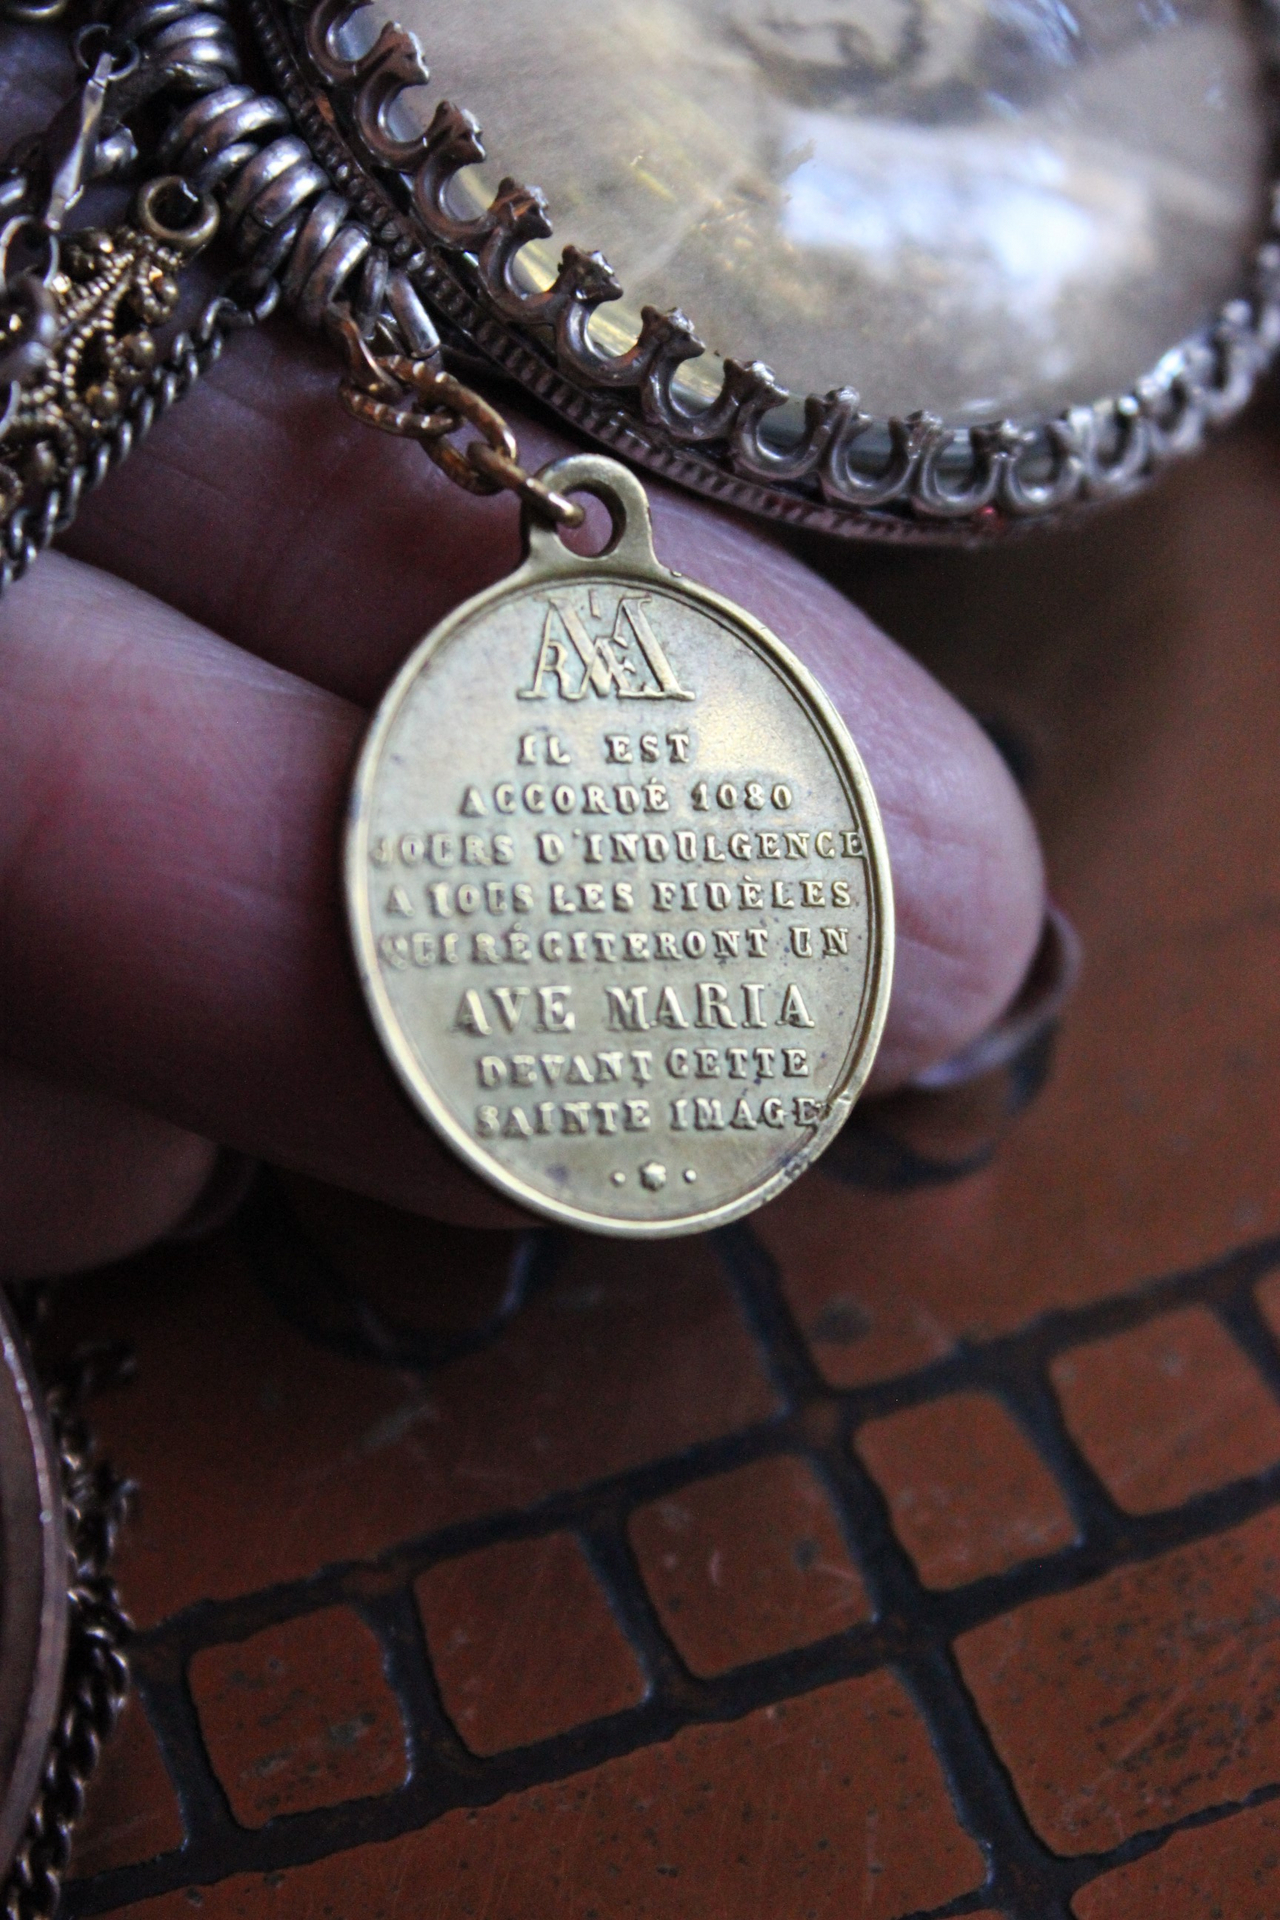 IL EST
ACCORDÉ 1080
JOURS D'INDULGENCE
A TOUS LES FIDÈLES
QUI RÉCITERONT UN
AVE MARIA
DEVANT CETTE
SAINTE IMAGE